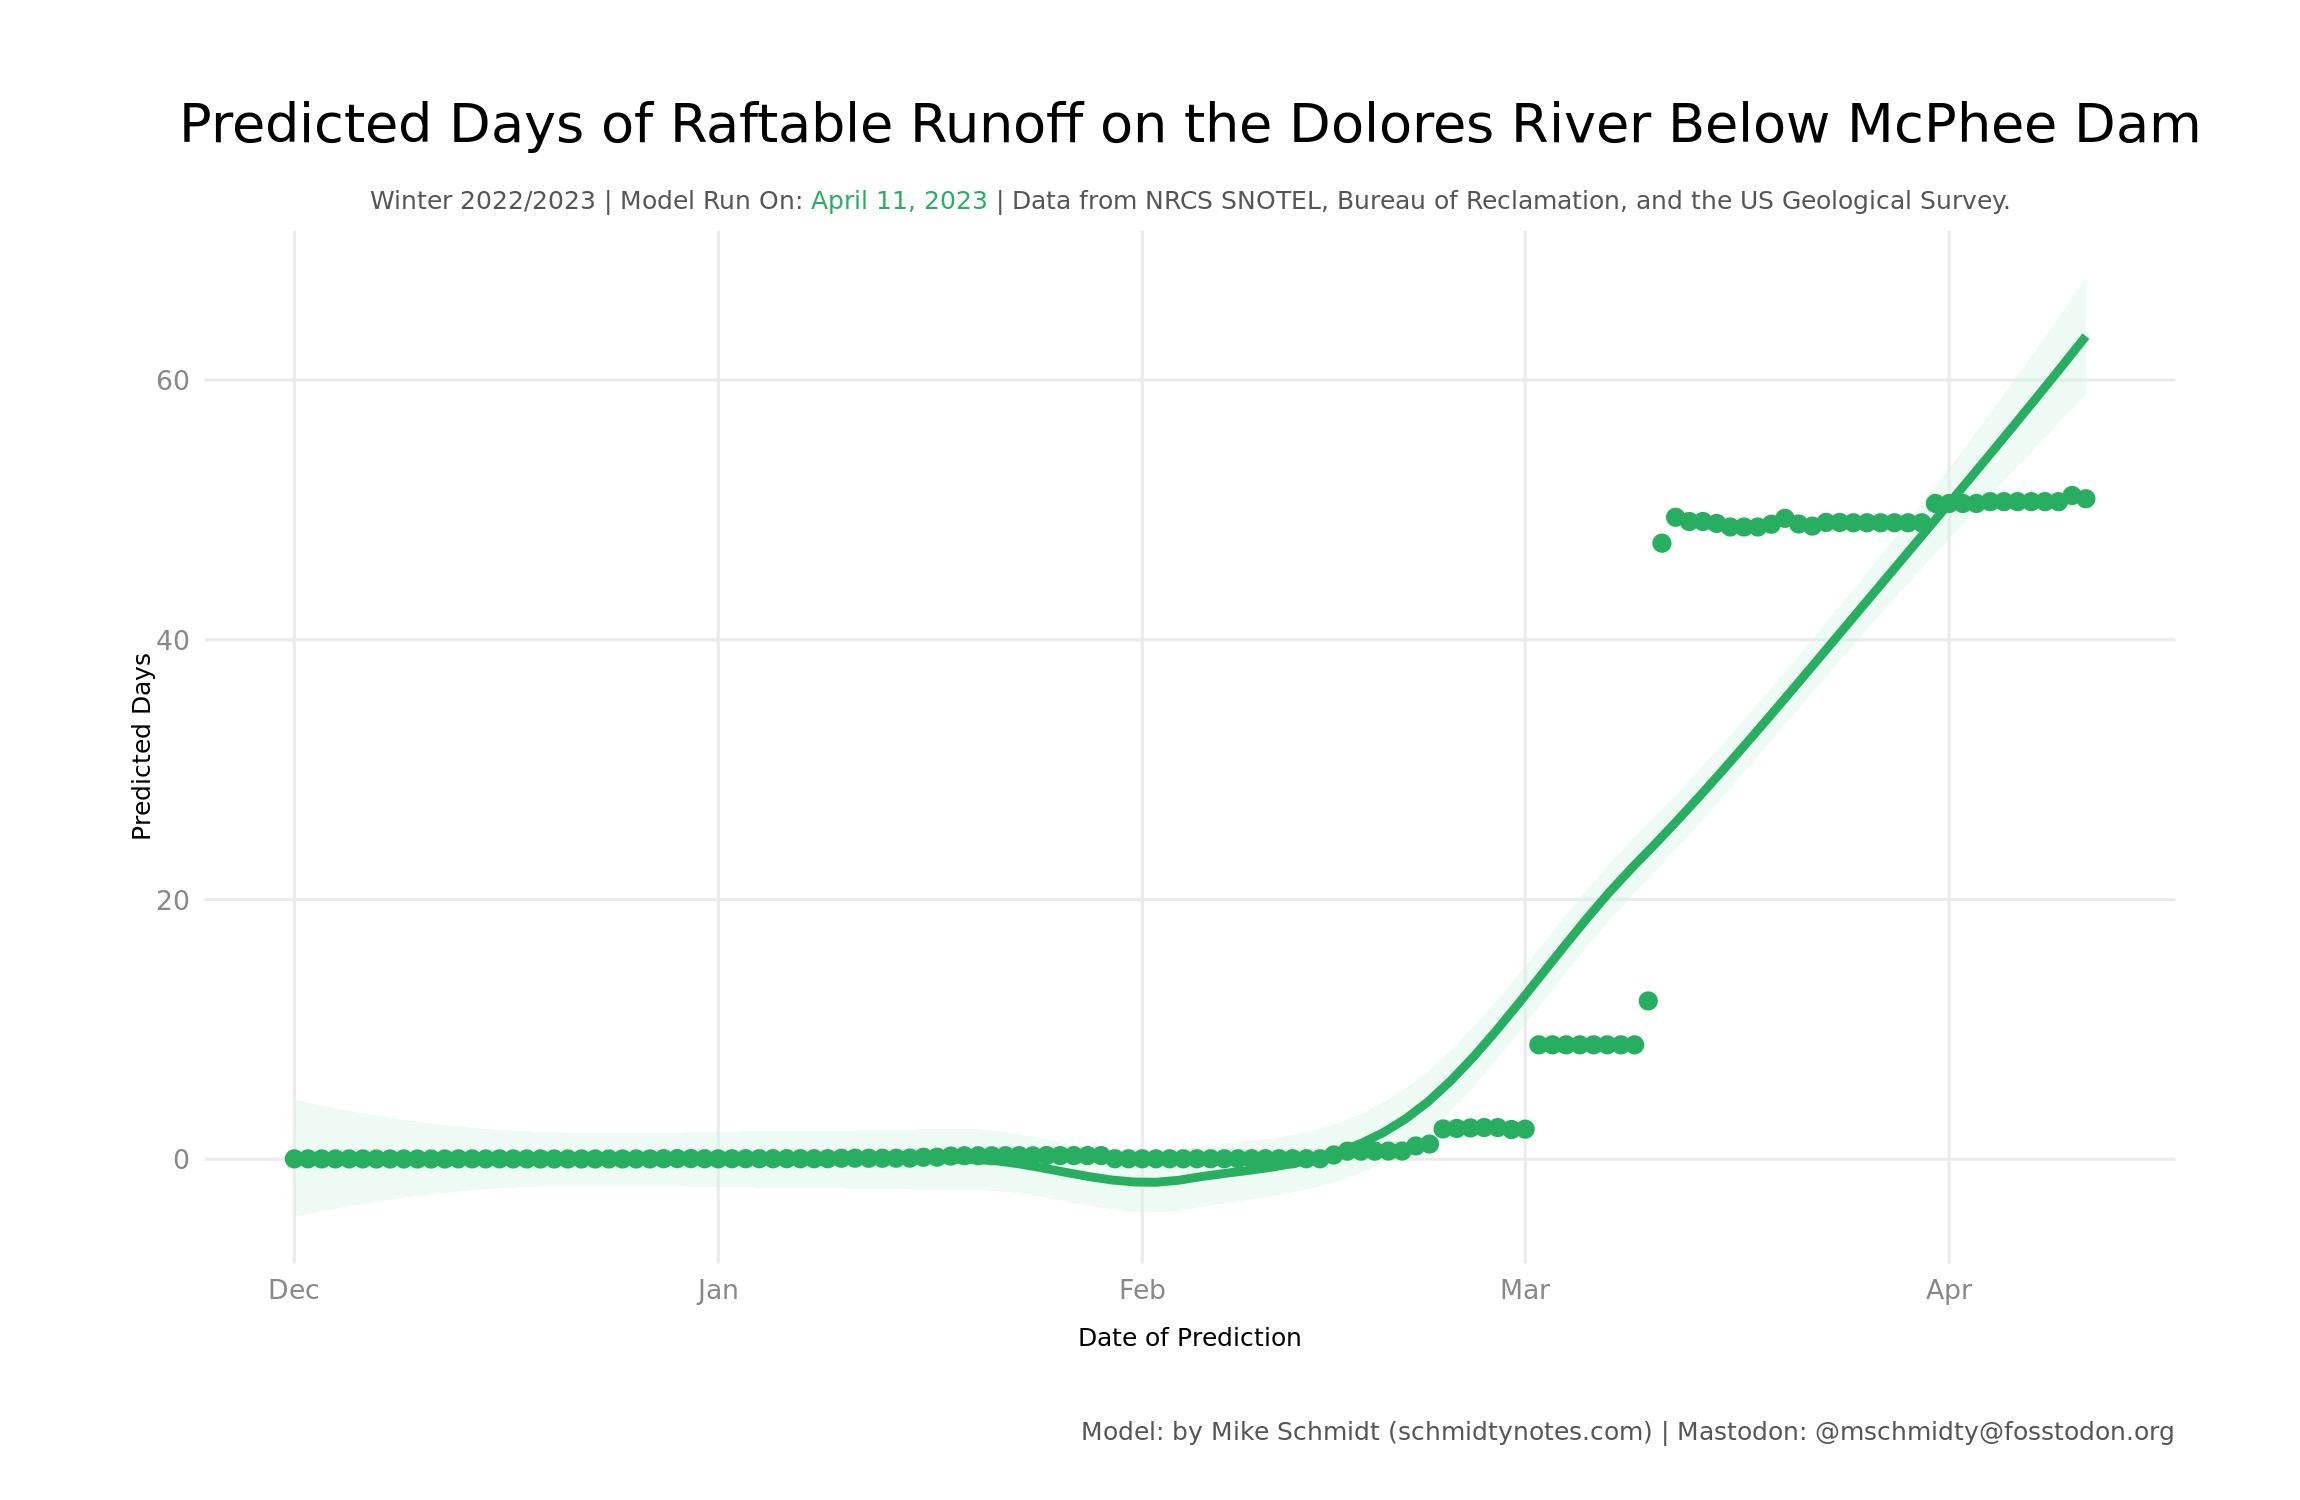 Predicted Days of Raftable Runoff on the Dolores River Below McPhee Dam
Winter 2022/2023 | Model Run On: April 11, 2023 | Data from NRCS SNOTEL, Bureau of Reclamation, and the US Geological Survey.
Predicted Days
60
40
20
0
Dec Jan Feb Mar Apr
Date of Prediction
Model: by Mike Schmidt (schmidtynotes.com) | Mastodon: @mschmidty@fosstodon.org